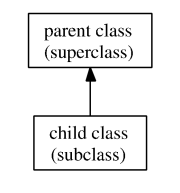 parent class
(superclass)
child class
(subclass)